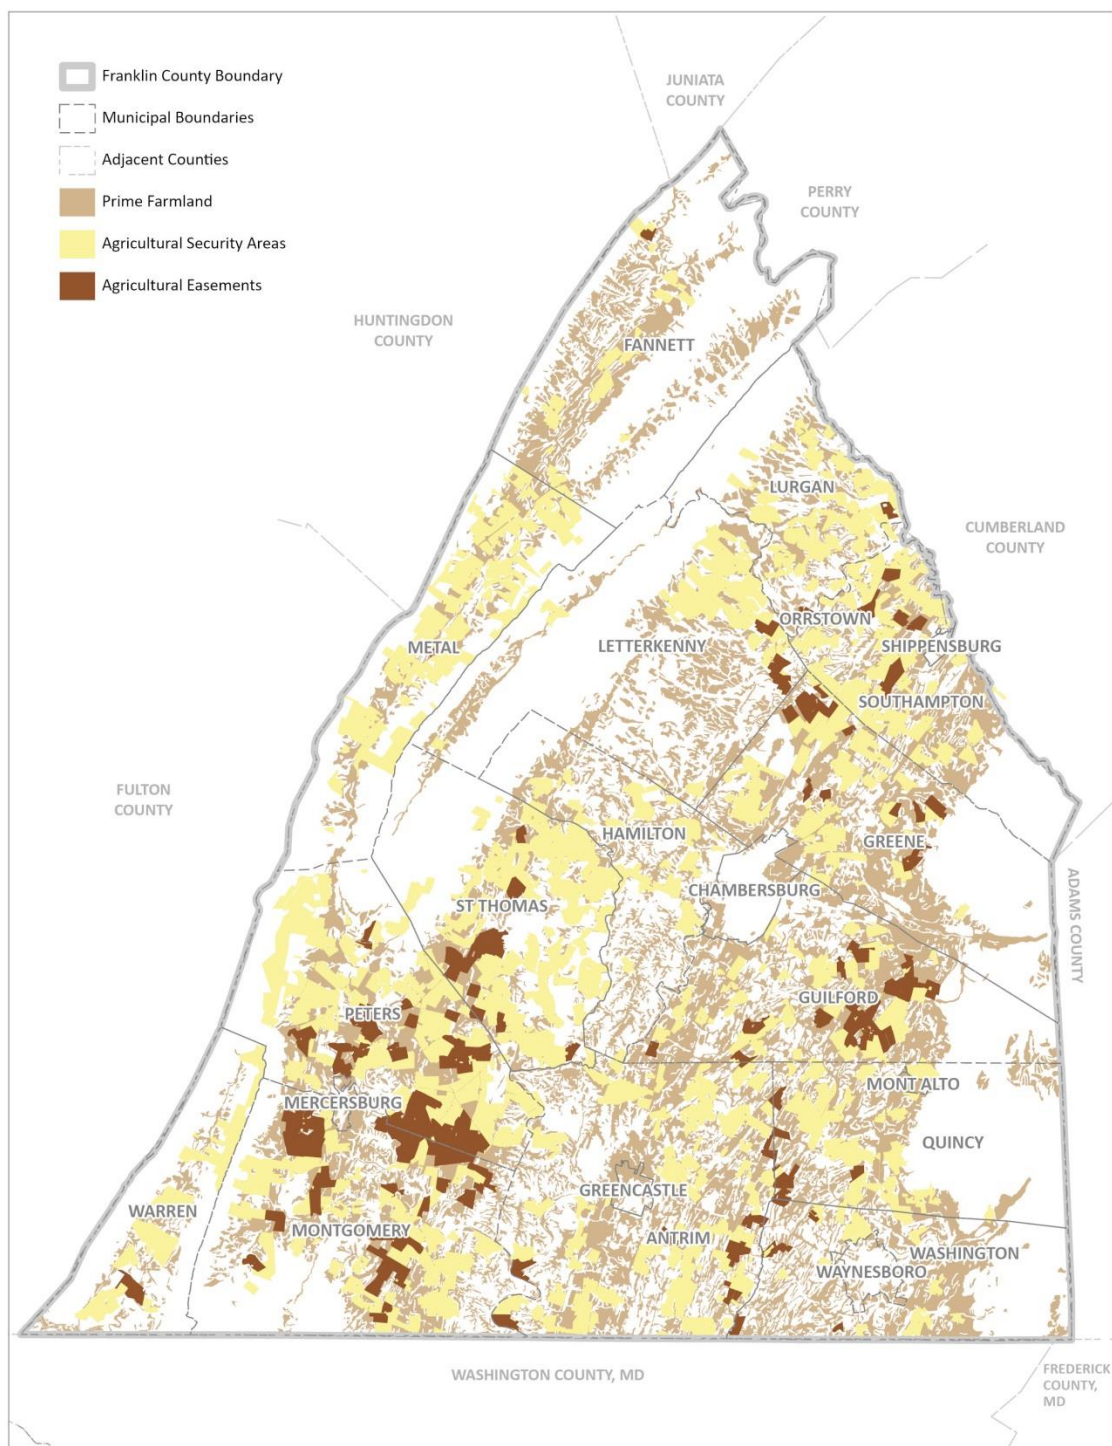 Franklin County Boundary
Municipal Boundaries
Adjacent Counties
Prime Farmland
Agricultural Security Areas
Agricultural Easements
JUNIATA
COUNTY
PERRY
COUNTY
HUNTINGDON
COUNTY
FANNETT
LURGAN
CUMBERLAND
COUNTY
ORRSTOWN
METAL
LETTERKENNY
SHIPPENSBURG
SOUTHAMPTON
FULTON
COUNTY
HAMILTON
GREENE
CHAMBERSBURG
ADAMS COUNTY
ST THOMAS
GUILFORD
PETERS
MONT ALTO
MERCERSBURG
QUINCY
GREENCASTLE
WARREN
MONTGOMERY
ANTRIM
WASHINGTON
WAYNESBORO
WASHINGTON COUNTY, MD
FREDERICK
COUNTY,
MD